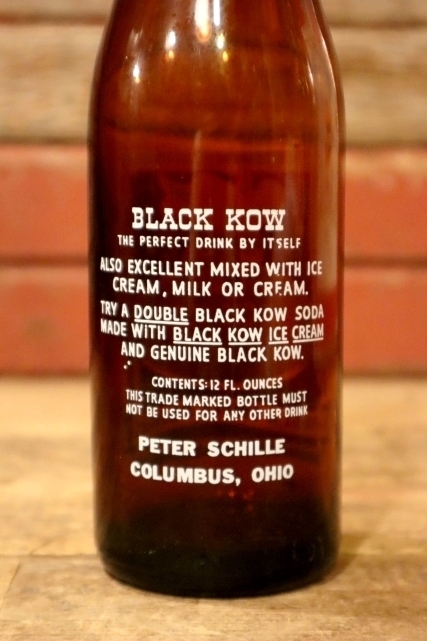 BLACK KOW
THE PERFECT DRINK BY ITSELF
ALSO EXCELLENT MIXED WITH ICE
CREAM, MILK OR CREAM.
TRY A DOUBLE BLACK KOW SODA
MADE WITH BLACK KOW ICE CREAM
AND GENUINE BLACK KOW.
CONTENTS: 12 FL. OUNCES
THIS TRADE MARKED BOTTLE MUST
NOT BE USED FOR ANY OTHER DRINK
PETER SCHILLE
COLUMBUS, OHIO